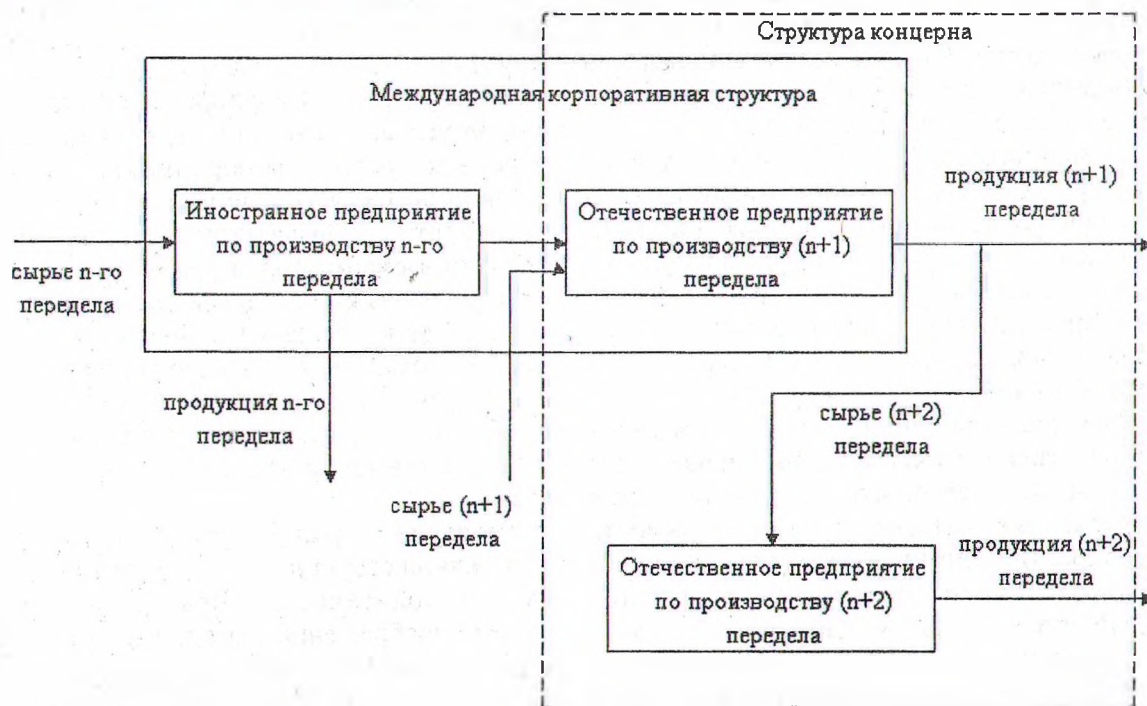 Структура концерна
Международная корпоративная структура
Иностранное предприятие
по производству n-го
передела
Отечественное предприятие
по производству (n+1)
передела
продукция (n+1)
передела
сырье n-го
передела
продукция n-го
передела
сырье (n+1)
передела
сырье (n+2)
передела
Отечественное предприятие
по производству (n+2)
передела
продукция (n+2)
передела